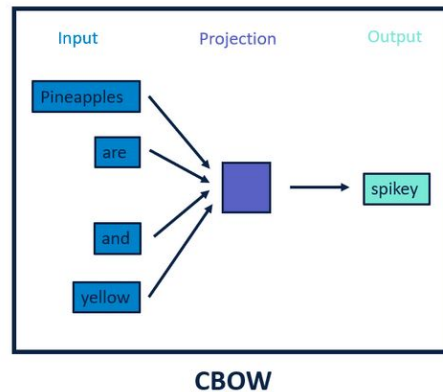 Input Projection Output
Pineapples
are
spikey
and
yellow
CBOW